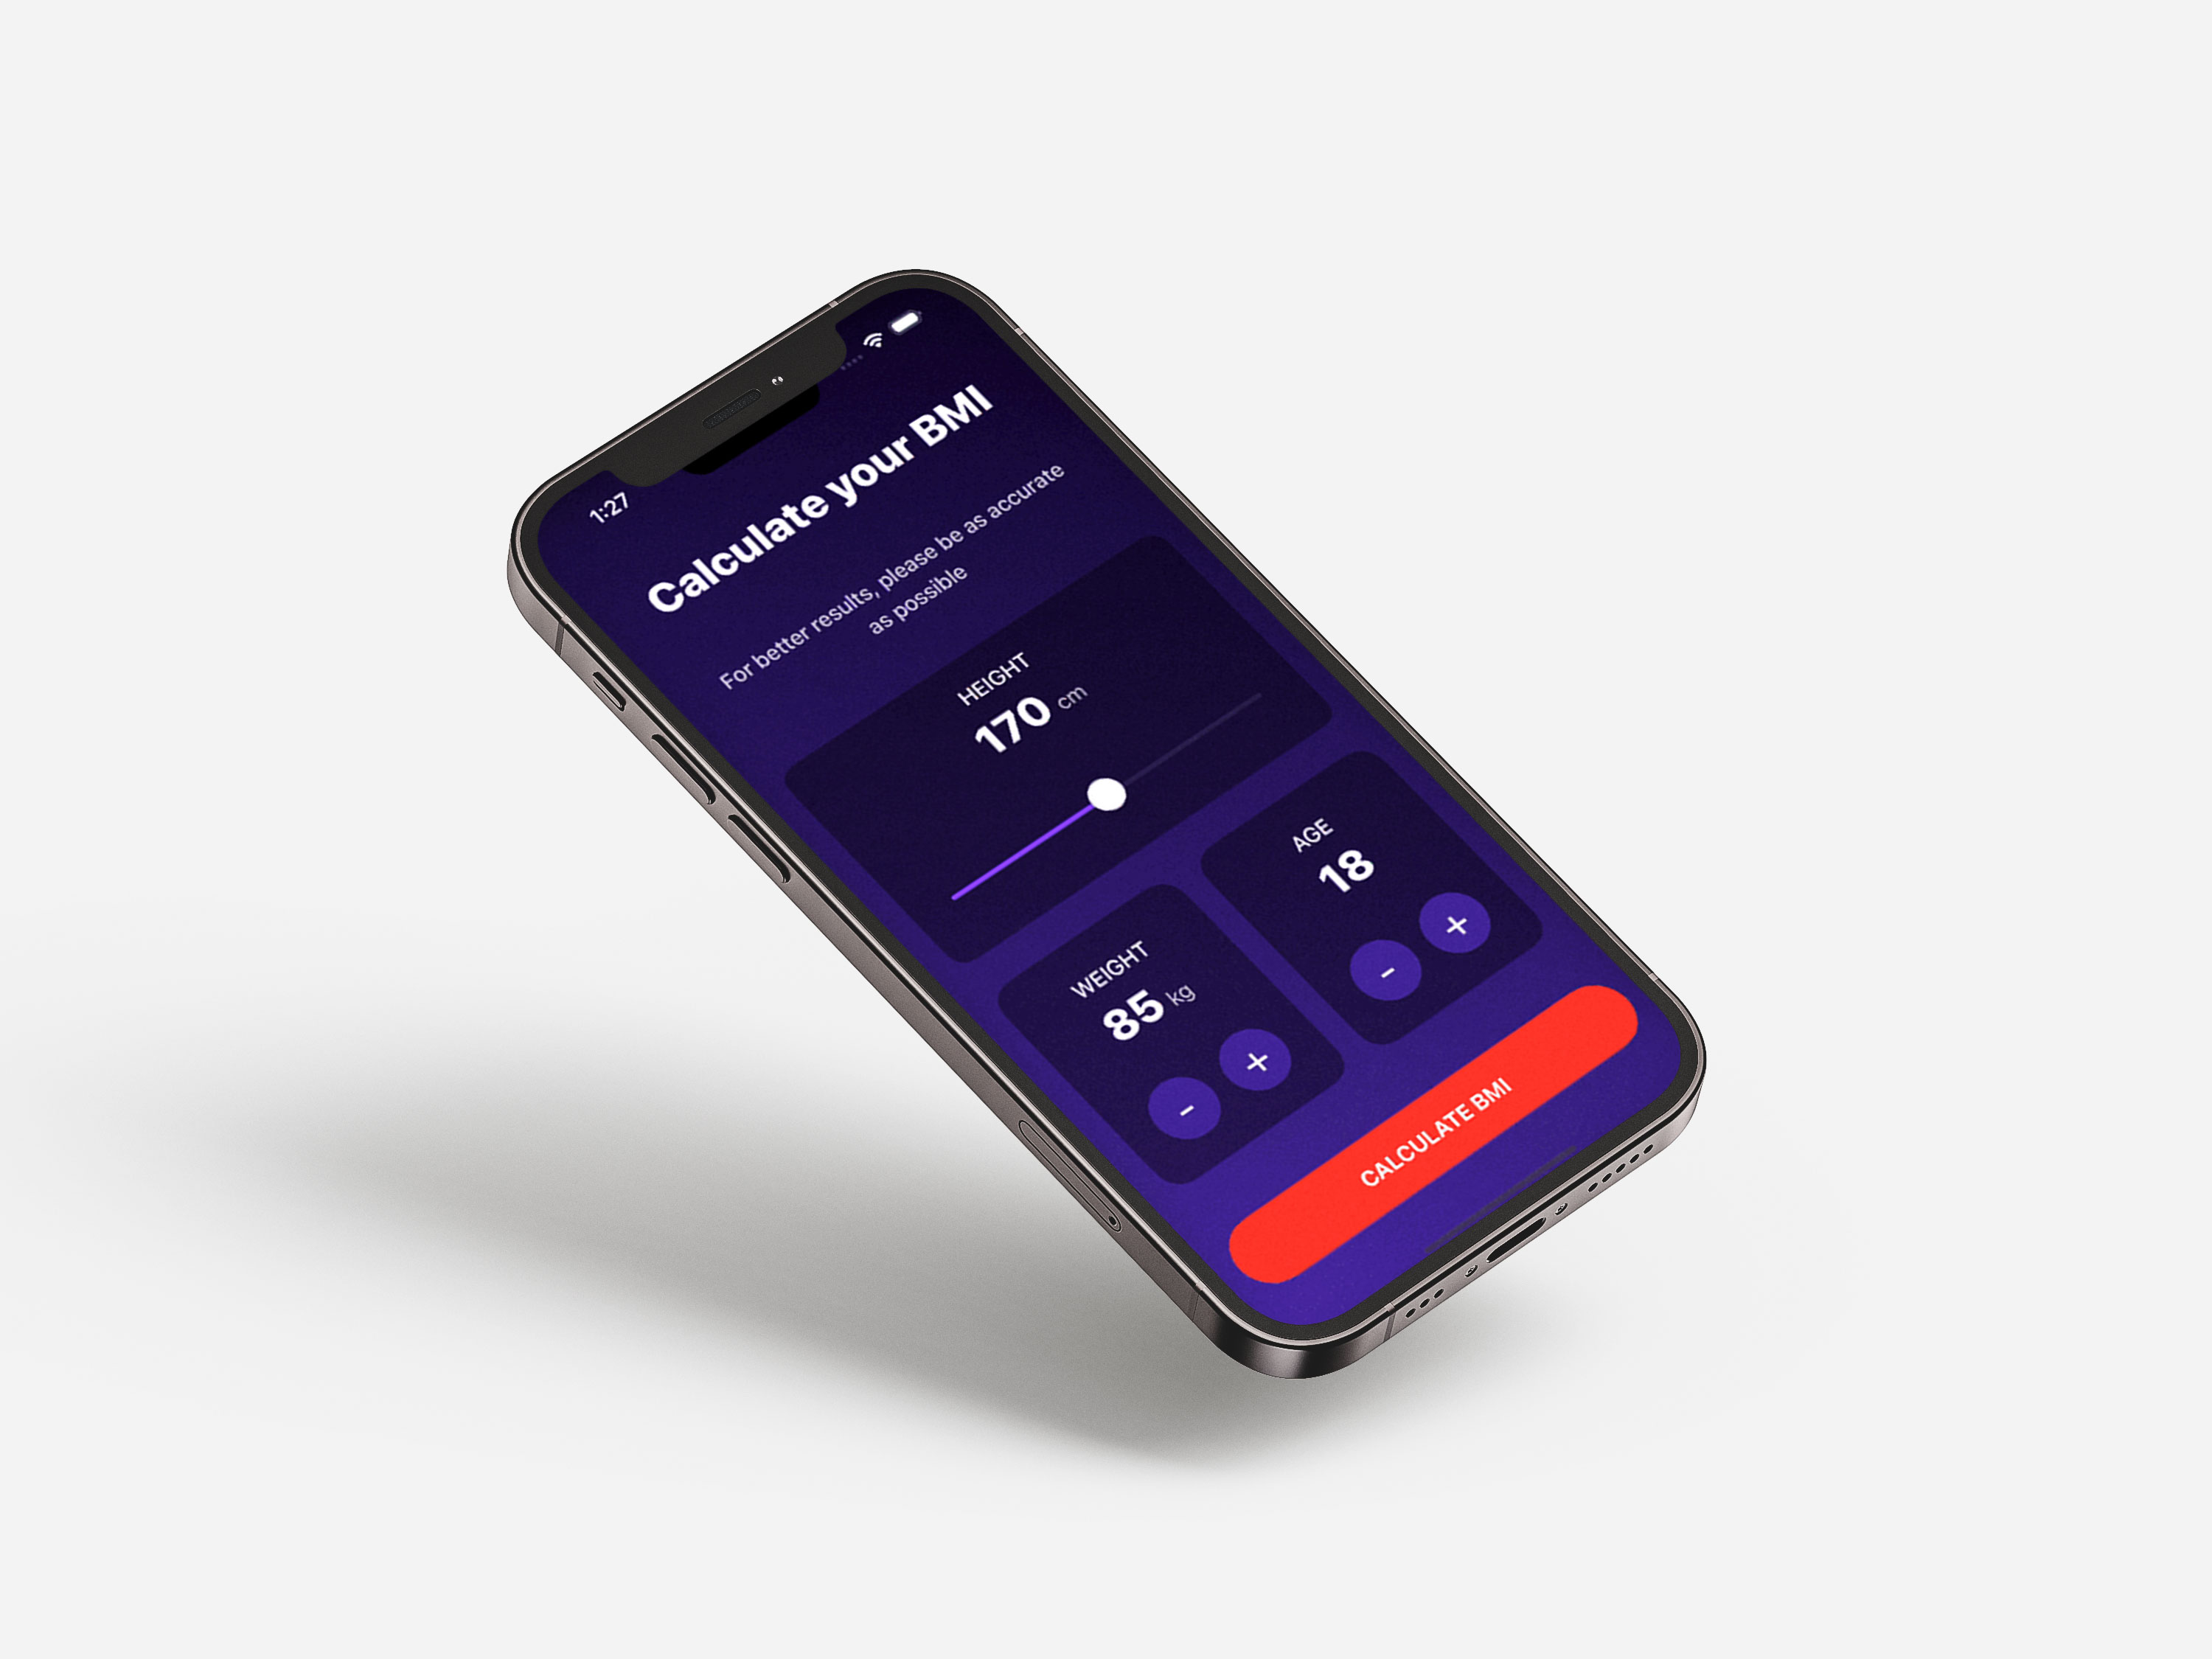 1:27
Calculate your BMI
For better results, please be as accurate
as possible
HEIGHT
170 cm
WEIGHT
85 kg
- +
AGE
18
- +
CALCULATE BMI